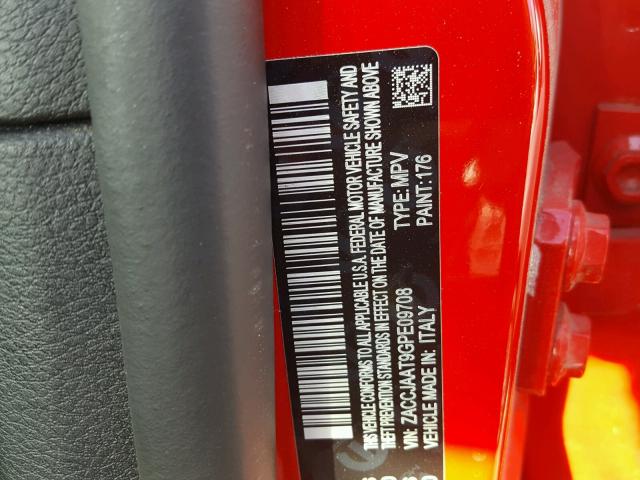 THIS VEHICLE CONFORMS TO ALL APPLICABLE U.S.A. FEDERAL MOTOR VEHICLE SAFETY AND
THEFT PREVENTION STANDARDS IN EFFECT ON THE DATE OF MANUFACTURE SHOWN ABOVE
VIN: ZACCJAAT9GPE09708 TYPE: MPV
VEHICLE MADE IN: ITALY PAINT: 176